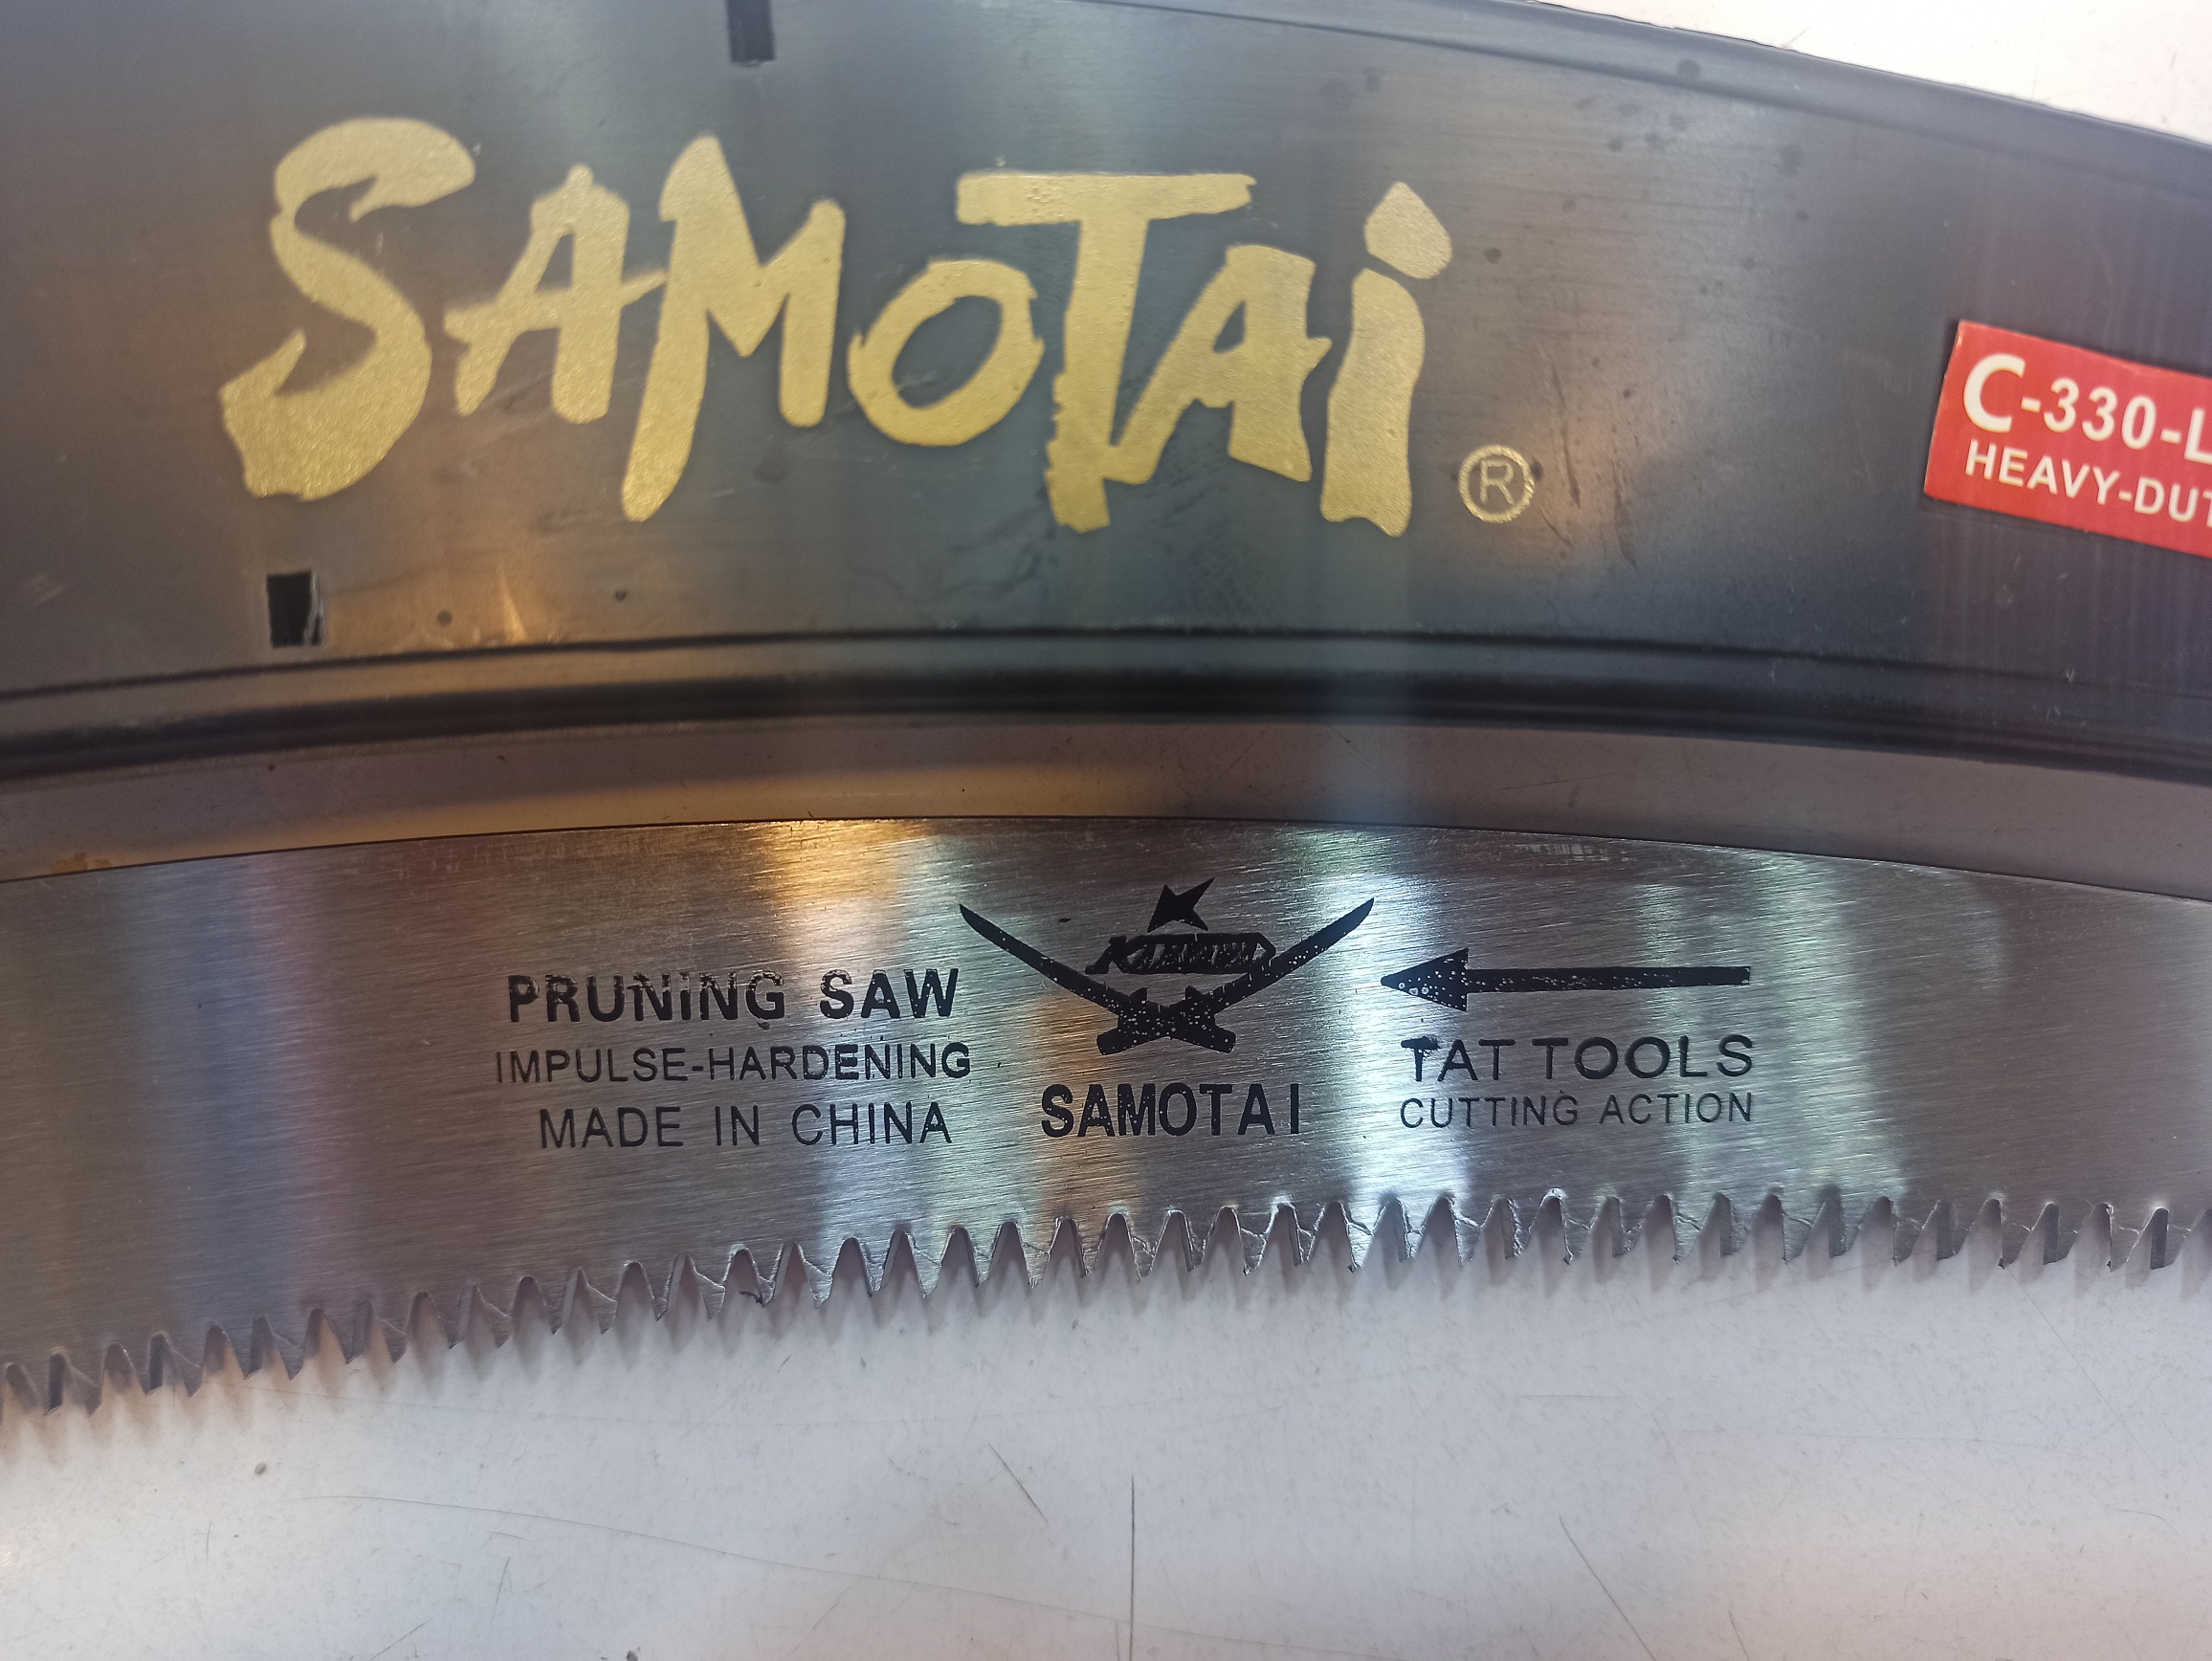 SAMOTAi
®
C-330-L
HEAVY-DUT
PRUNiNG SAW
IMPULSE-HARDENING
MADE IN CHINA
SAMOTAI
TAT TOOLS
CUTTING ACTION